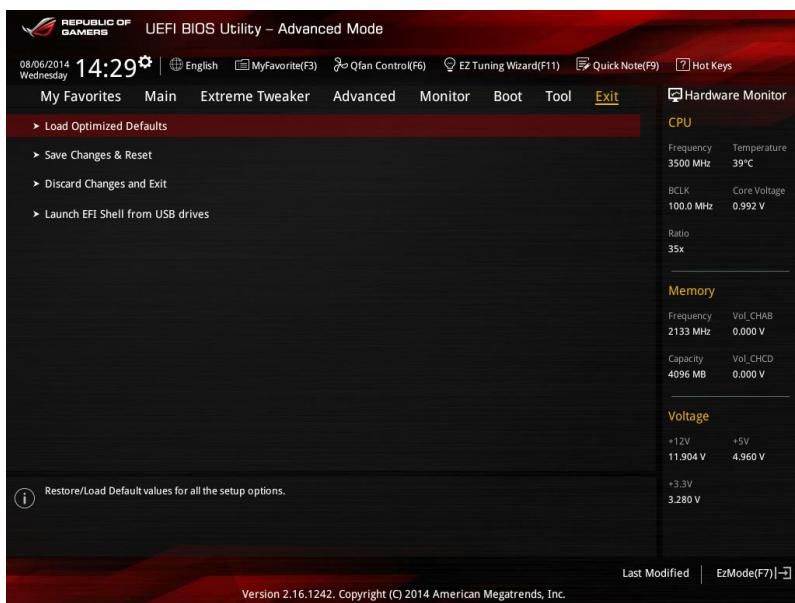 REPUBLIC OF
GAMERS
UEFI BIOS Utility – Advanced Mode
08/06/2014
Wednesday
14:29
English
MyFavorite(F3)
Qfan Control(F6)
EZ Tuning Wizard(F11)
Quick Note(F9)
? Hot Keys
My Favorites Main Extreme Tweaker Advanced Monitor Boot Tool Exit
Load Optimized Defaults
Save Changes & Reset
Discard Changes and Exit
Launch EFI Shell from USB drives
Hardware Monitor
CPU
Frequency Temperature
3500 MHz 39°C
BCLK Core Voltage
100.0 MHz 0.992 V
Ratio
35x
Memory
Frequency Vol_CHAB
2133 MHz 0.000 V
Capacity Vol_CHCD
4096 MB 0.000 V
Voltage
+12V +5V
11.904 V 4.960 V
+3.3V
3.280 V
Restore/Load Default values for all the setup options.
Last Modified
EzMode(F7)
Version 2.16.1242. Copyright (C) 2014 American Megatrends, Inc.